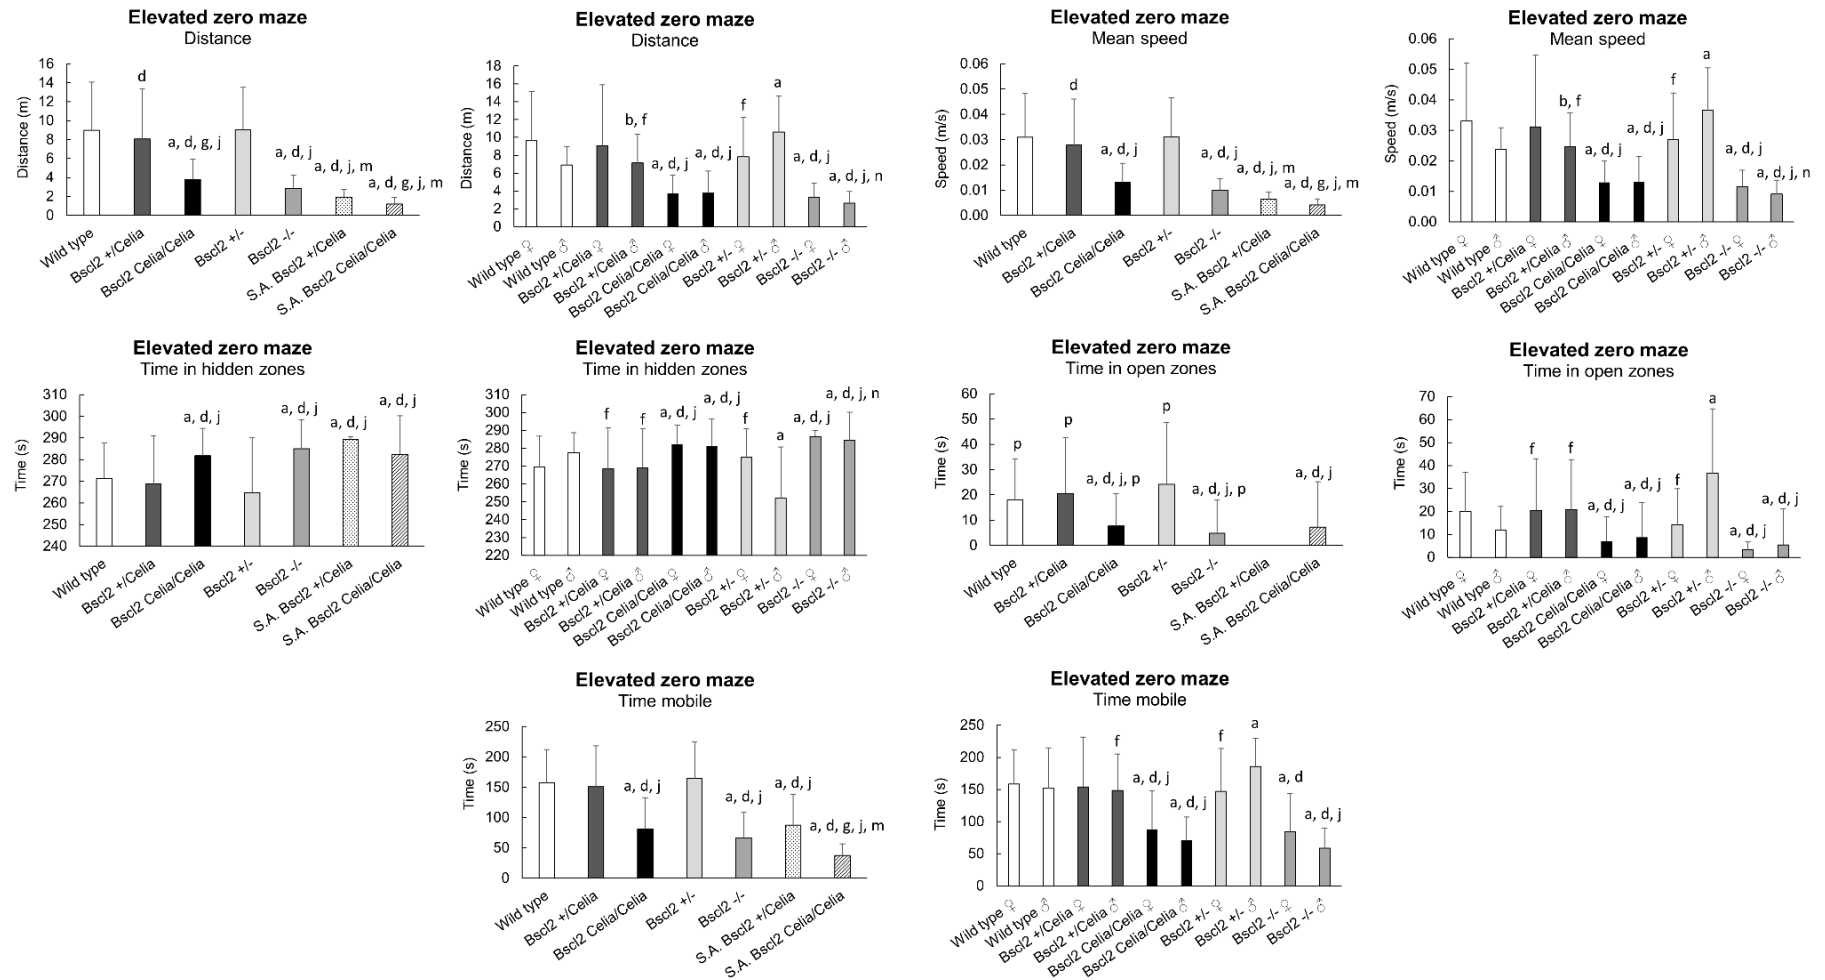 Elevated zero maze
Distance
Distance (m)
16
14
12
10
8
6
4
2
0
d
a, d, g, j
a, d, j
a, d, j, m
a, d, g, j, m
Wild type
Bscl2 +/Celia
Bscl2 Celia/Celia
Bscl2 +/-
Bscl2 -/-
S.A. Bscl2 +/Celia
S.A. Bscl2 Celia/Celia
Elevated zero maze
Distance
Distance (m)
18
16
14
12
10
8
6
4
2
0
b, f
a, d, j
a, d, j
f
a
a, d, j
a, d, j, n
Wild type ♀
Wild type ♂
Bscl2 +/Celia ♀
Bscl2 +/Celia ♂
Bscl2 Celia/Celia ♀
Bscl2 Celia/Celia ♂
Bscl2 +/- ♀
Bscl2 +/- ♂
Bscl2 -/- ♀
Bscl2 -/- ♂
Elevated zero maze
Mean speed
Speed (m/s)
0.06
0.05
0.04
0.03
0.02
0.01
0.00
d
a, d, j
a, d, j
a, d, j, m
a, d, g, j, m
Wild type
Bscl2 +/Celia
Bscl2 Celia/Celia
Bscl2 +/-
Bscl2 -/-
S.A. Bscl2 +/Celia
S.A. Bscl2 Celia/Celia
Elevated zero maze
Mean speed
Speed (m/s)
0.06
0.05
0.04
0.03
0.02
0.01
0.00
b, f
a, d, j
a, d, j
f
a
a, d, j
a, d, j, n
Wild type ♀
Wild type ♂
Bscl2 +/Celia ♀
Bscl2 +/Celia ♂
Bscl2 Celia/Celia ♀
Bscl2 Celia/Celia ♂
Bscl2 +/- ♀
Bscl2 +/- ♂
Bscl2 -/- ♀
Bscl2 -/- ♂
Elevated zero maze
Time in hidden zones
Time (s)
310
300
290
280
270
260
250
240
a, d, j
a, d, j
a, d, j
a, d, j
Wild type
Bscl2 +/Celia
Bscl2 Celia/Celia
Bscl2 +/-
Bscl2 -/-
S.A. Bscl2 +/Celia
S.A. Bscl2 Celia/Celia
Elevated zero maze
Time in hidden zones
Time (s)
310
300
290
280
270
260
250
240
230
220
f
f
a, d, j
a, d, j
f
a
a, d, j
a, d, j, n
Wild type ♀
Wild type ♂
Bscl2 +/Celia ♀
Bscl2 +/Celia ♂
Bscl2 Celia/Celia ♀
Bscl2 Celia/Celia ♂
Bscl2 +/- ♀
Bscl2 +/- ♂
Bscl2 -/- ♀
Bscl2 -/- ♂
Elevated zero maze
Time in open zones
Time (s)
60
50
40
30
20
10
0
p
p
a, d, j, p
p
a, d, j, p
a, d, j
Wild type
Bscl2 +/Celia
Bscl2 Celia/Celia
Bscl2 +/-
Bscl2 -/-
S.A. Bscl2 +/Celia
S.A. Bscl2 Celia/Celia
Elevated zero maze
Time in open zones
Time (s)
70
60
50
40
30
20
10
0
f
f
a, d, j
a, d, j
f
a
a, d, j
a, d, j
Wild type ♀
Wild type ♂
Bscl2 +/Celia ♀
Bscl2 +/Celia ♂
Bscl2 Celia/Celia ♀
Bscl2 Celia/Celia ♂
Bscl2 +/- ♀
Bscl2 +/- ♂
Bscl2 -/- ♀
Bscl2 -/- ♂
Elevated zero maze
Time mobile
Time (s)
250
200
150
100
50
0
a, d, j
a, d, j
a, d, j
a, d, g, j, m
Wild type
Bscl2 +/Celia
Bscl2 Celia/Celia
Bscl2 +/-
Bscl2 -/-
S.A. Bscl2 +/Celia
S.A. Bscl2 Celia/Celia
Elevated zero maze
Time mobile
Time (s)
250
200
150
100
50
0
f
a, d, j
a, d, j
f
a
a, d
a, d, j
Wild type ♀
Wild type ♂
Bscl2 +/Celia ♀
Bscl2 +/Celia ♂
Bscl2 Celia/Celia ♀
Bscl2 Celia/Celia ♂
Bscl2 +/- ♀
Bscl2 +/- ♂
Bscl2 -/- ♀
Bscl2 -/- ♂